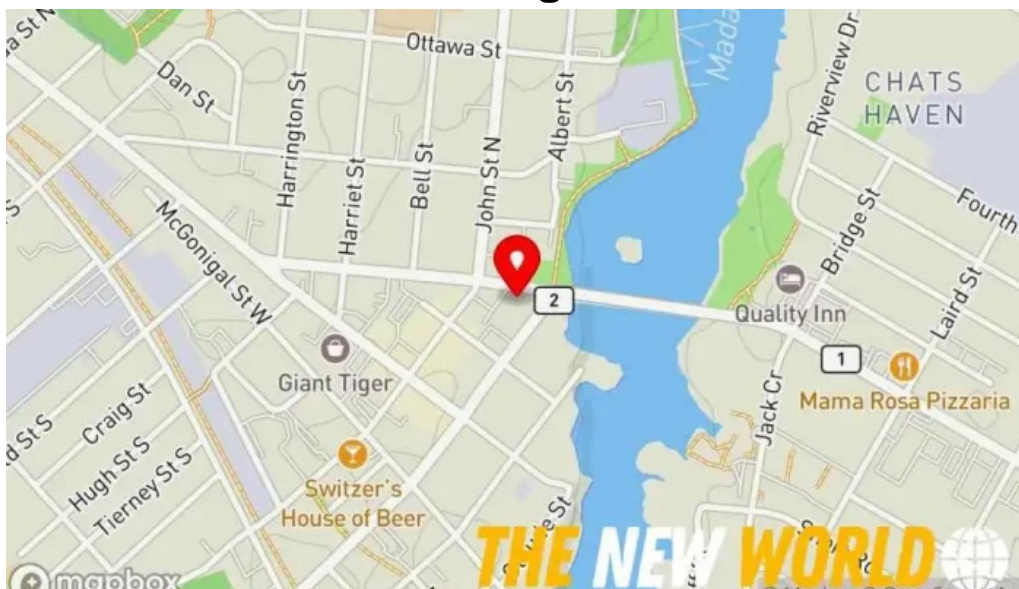 Ottawa St
Dan St
Harrington St
Harriet St
Bell St
John St N
Albert St
Mada
Riverview Dr
CHATS
HAVEN
Fourth
Bridge St
Laird St
McGonigal St W
2
Quality Inn
1
Giant Tiger
Mama Rosa Pizzaria
Jack Cr
Craig St
Hugh St S
Tierney St S
Switzer's
House of Beer
THE NEW WORLD
mapbox